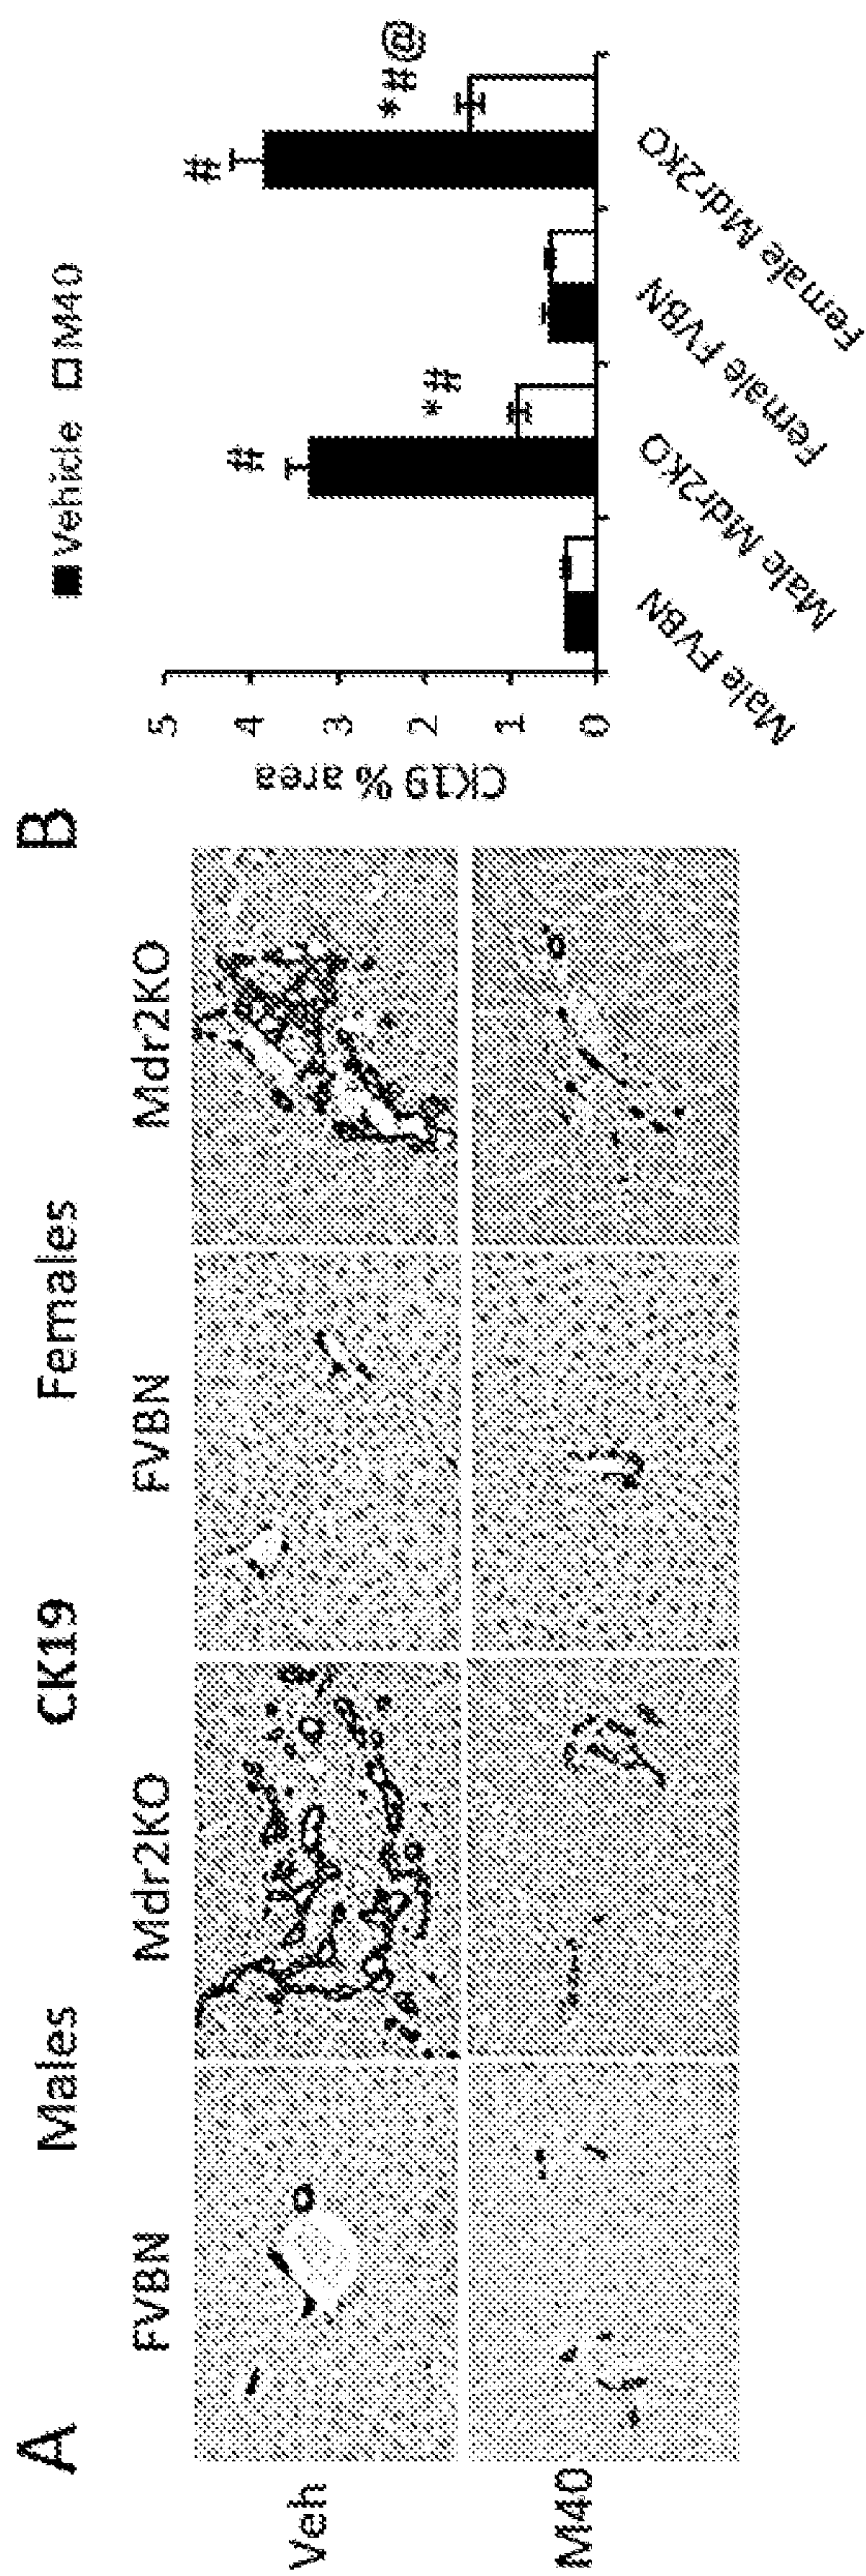 A
Males
CK19
Females
FVBN
Mdr2KO
FVBN
Mdr2KO
Veh
M40
B
Vehicle
M40
CK19 % area
5
4
3
2
1
0
#
*#
#
*#@
Male FVBN
Male Mdr2KO
Female FVBN
Female Mdr2KO